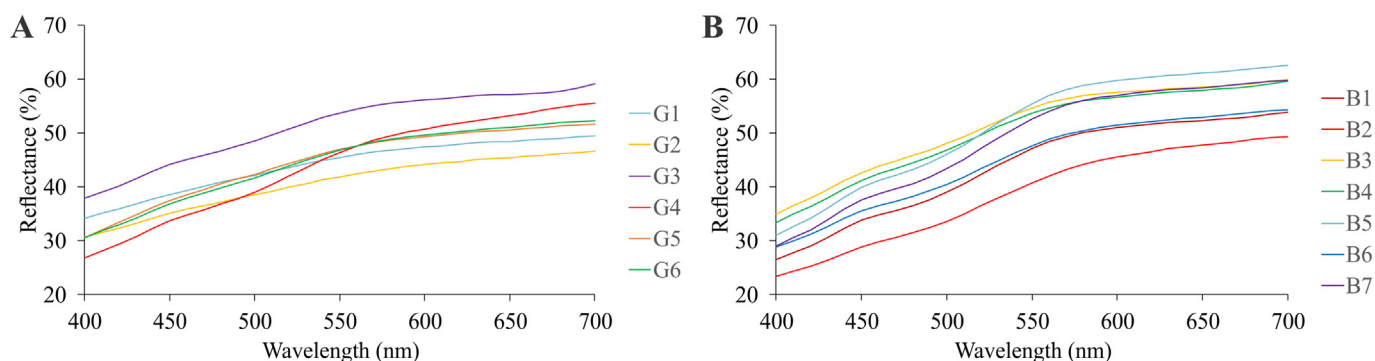 A
70
60
50
40
30
20
Reflectance (%)
400 450 500 550 600 650 700
Wavelength (nm)
G1
G2
G3
G4
G5
G6
B
70
60
50
40
30
20
Reflectance (%)
400 450 500 550 600 650 700
Wavelength (nm)
B1
B2
B3
B4
B5
B6
B7